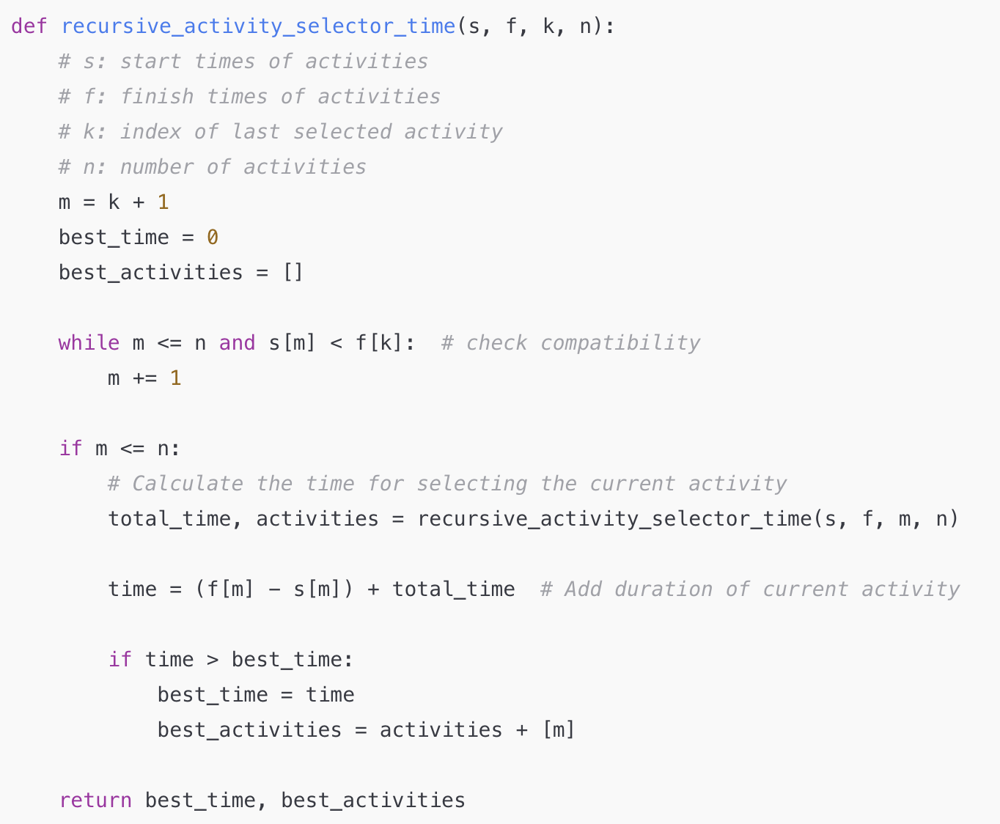 def recursive_activity_selector_time(s, f, k, n):
    # s: start times of activities
    # f: finish times of activities
    # k: index of last selected activity
    # n: number of activities
    m = k + 1
    best_time = 0
    best_activities = []

    while m <= n and s[m] < f[k]:  # check compatibility
        m += 1

    if m <= n:
        # Calculate the time for selecting the current activity
        total_time, activities = recursive_activity_selector_time(s, f, m, n)

        time = (f[m] − s[m]) + total_time  # Add duration of current activity

        if time > best_time:
            best_time = time
            best_activities = activities + [m]

    return best_time, best_activities